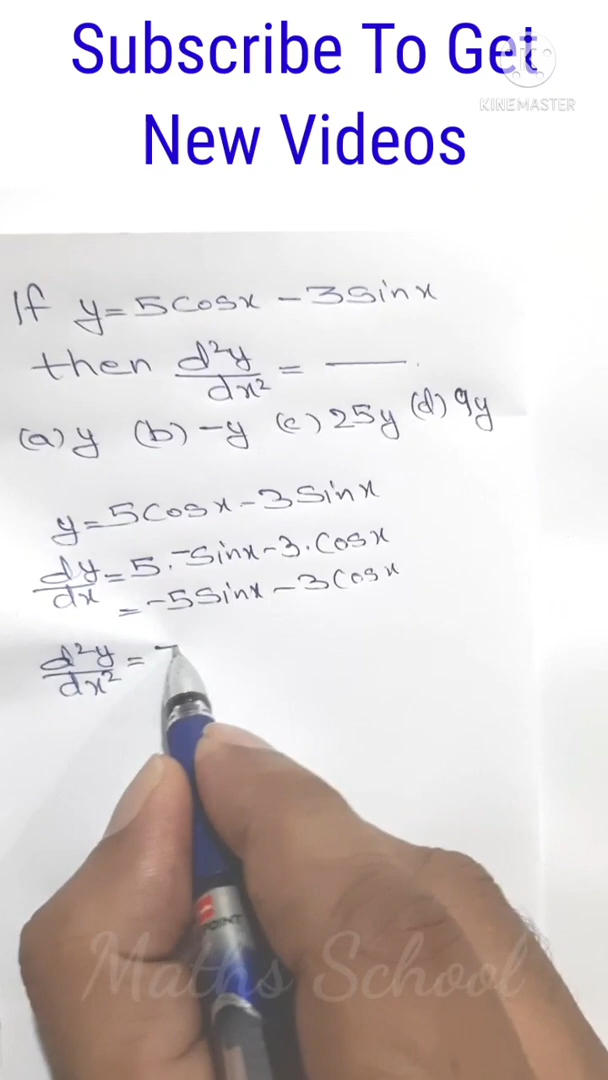 Subscribe To Get
New Videos
KINEMASTER
If y=5cosx -3sinx
then d²y/dx² = ____.
(a) y (b) -y (c) 25y (d) 9y
y=5cosx-3sinx
dy/dx=5.-sinx-3.cosx
=-5sinx-3cosx
d²y/dx² = -
Maths School